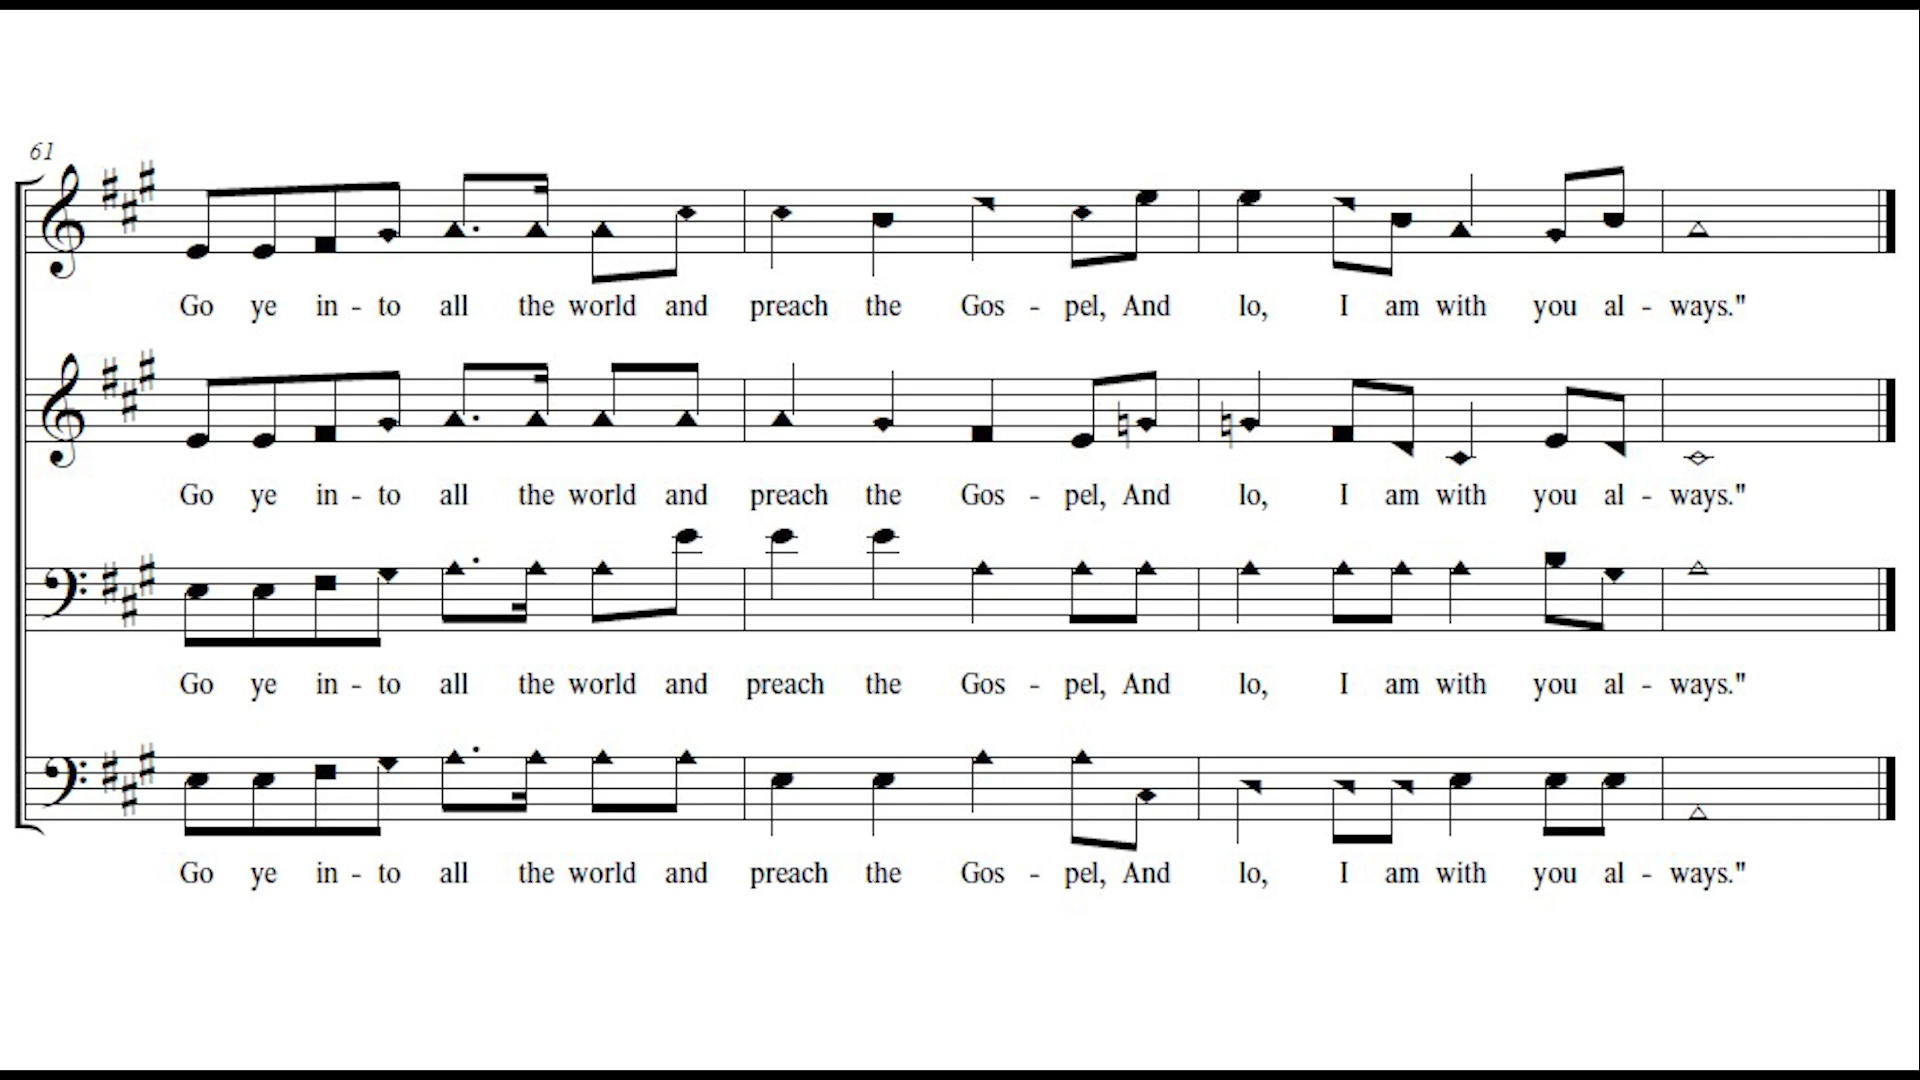 61
Go ye in - to all the world and preach the Gos - pel, And lo, I am with you al - ways."
Go ye in - to all the world and preach the Gos - pel, And lo, I am with you al - ways."
Go ye in - to all the world and preach the Gos - pel, And lo, I am with you al - ways."
Go ye in - to all the world and preach the Gos - pel, And lo, I am with you al - ways."